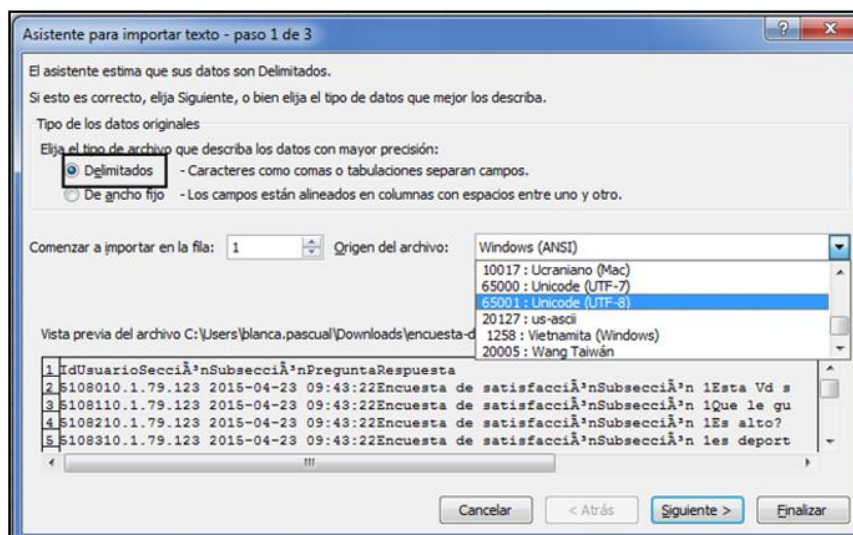 Asistente para importar texto - paso 1 de 3
El asistente estima que sus datos son Delimitados.
Si esto es correcto, elija Siguiente, o bien elija el tipo de datos que mejor los describa.
Tipo de los datos originales
Elija el tipo de archivo que describa los datos con mayor precisión:
Delimitados - Caracteres como comas o tabulaciones separan campos.
De ancho fijo - Los campos están alineados en columnas con espacios entre uno y otro.
Comenzar a importar en la fila: 1 Origen del archivo: Windows (ANSI)
10017 : Ucraniano (Mac)
65000 : Unicode (UTF-7)
65001 : Unicode (UTF-8)
20127 : us-ascii
1258 : Vietnamita (Windows)
20005 : Wang Taiwán
Vista previa del archivo C:\Users\blanca.pascual\Downloads\encuesta-d
1 IdUsuarioSecciÃ³nSubsecciÃ³nPreguntaRespuesta
2 5108010.1.79.123 2015-04-23 09:43:22Encuesta de satisfacciÃ³nSubsecciÃ³n 1Esta Vd s
3 5108110.1.79.123 2015-04-23 09:43:22Encuesta de satisfacciÃ³nSubsecciÃ³n 1Que le gu
4 5108210.1.79.123 2015-04-23 09:43:22Encuesta de satisfacciÃ³nSubsecciÃ³n 1Es alto?
5 5108310.1.79.123 2015-04-23 09:43:22Encuesta de satisfacciÃ³nSubsecciÃ³n 1es deport
Cancelar < Atrás Siguiente > Finalizar